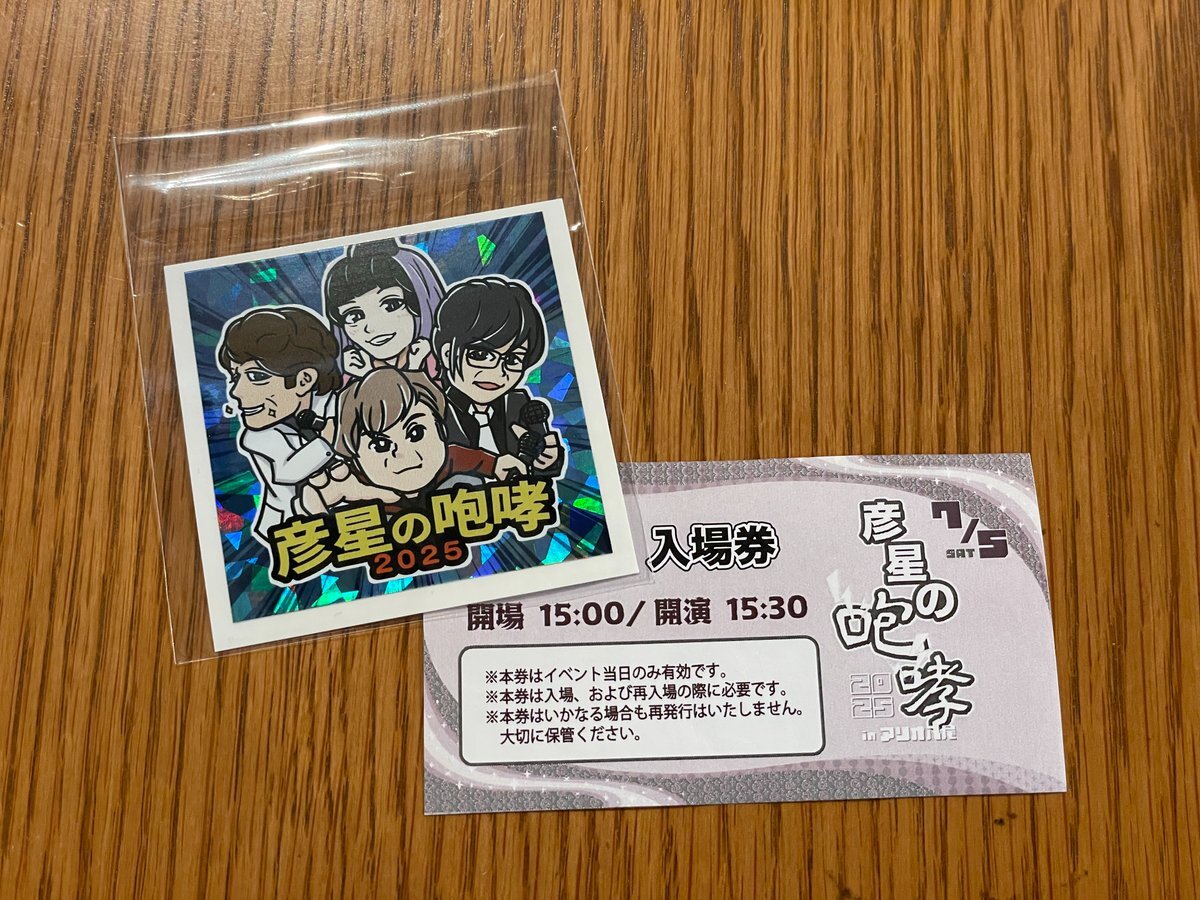 彦星の咆哮
2025
入場券
開場 15:00/開演 15:30
※本券はイベント当日のみ有効です。
※本券は入場、および再入場の際に必要です。
※本券はいかなる場合も再発行はいたしません。
大切に保管ください。
7/5
SAT
彦星の咆哮
2025
in